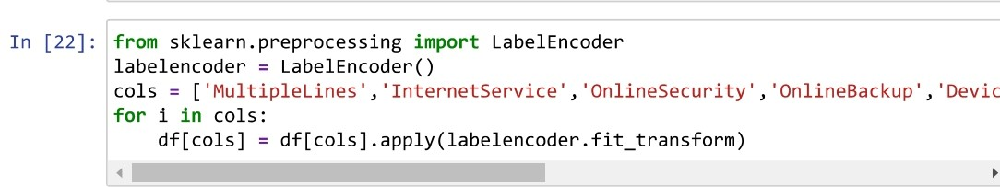 In [22]: from sklearn.preprocessing import LabelEncoder
labelencoder = LabelEncoder()
cols = ['MultipleLines','InternetService','OnlineSecurity','OnlineBackup','Devic
for i in cols:
    df[cols] = df[cols].apply(labelencoder.fit_transform)